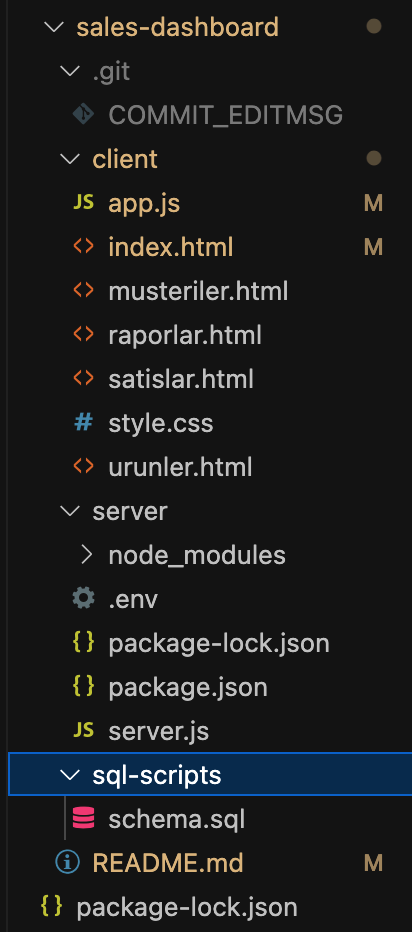 sales-dashboard
.git
COMMIT_EDITMSG
client
JS app.js M
<> index.html M
<> musteriler.html
<> raporlar.html
<> satislar.html
# style.css
<> urunler.html
server
node_modules
.env
{} package-lock.json
{} package.json
JS server.js
sql-scripts
schema.sql
README.md M
{} package-lock.json